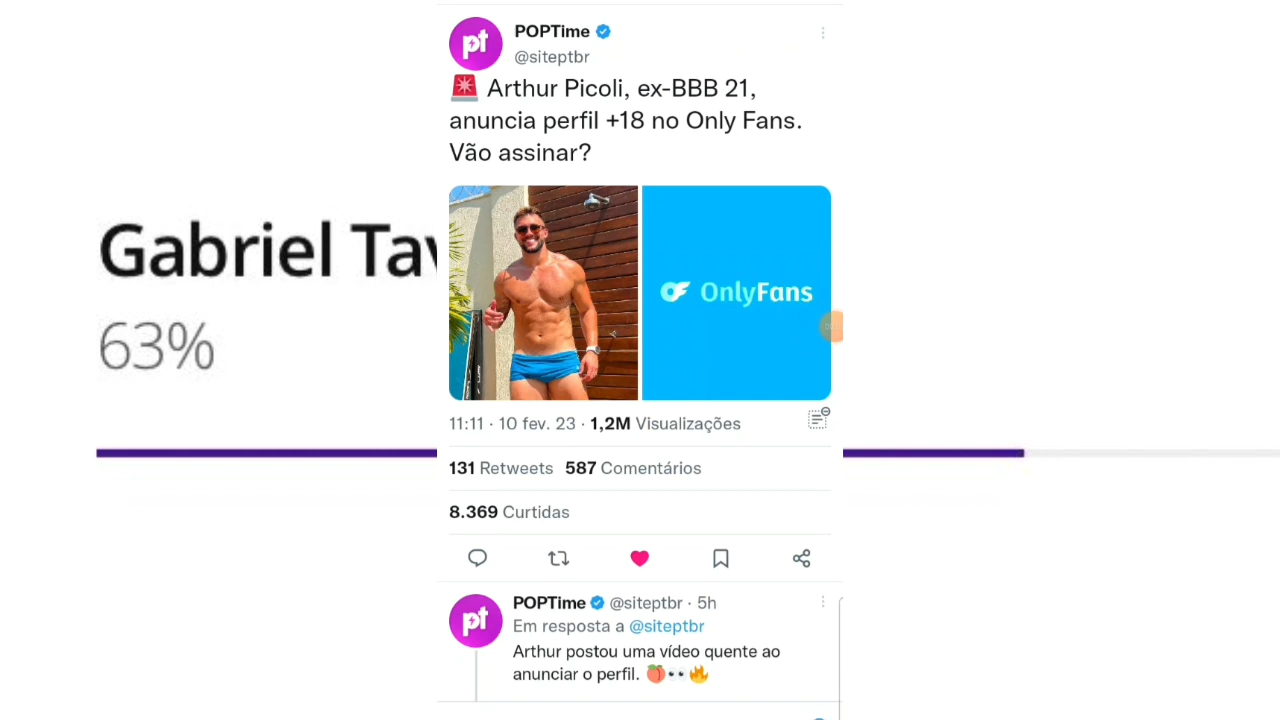 POPTime
@siteptbr
Arthur Picoli, ex-BBB 21,
anuncia perfil +18 no Only Fans.
Vão assinar?
Gabriel
63%
OnlyFans
11:11 · 10 fev. 23 · 1,2M Visualizações
131 Retweets 587 Comentários
8.369 Curtidas
POPTime @siteptbr · 5h
Em resposta a @siteptbr
Arthur postou uma vídeo quente ao
anunciar o perfil. 🍑👀🔥